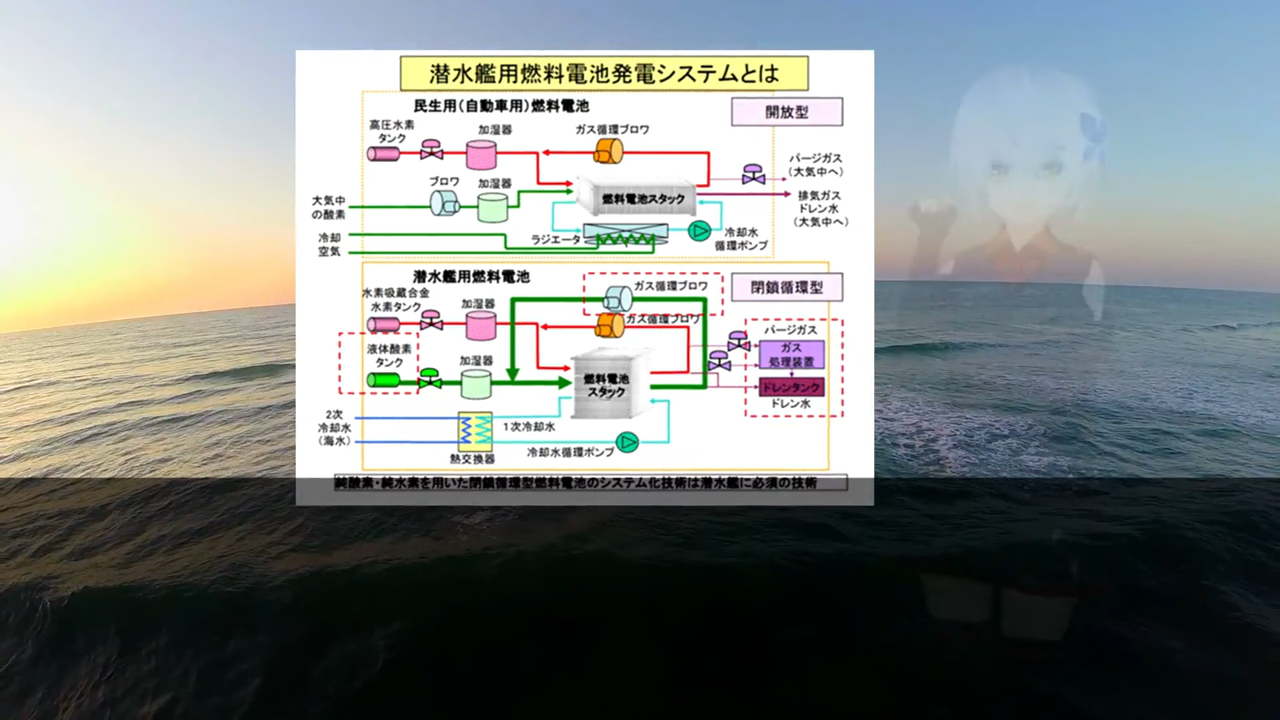 潜水艦用燃料電池発電システムとは
民生用(自動車用)燃料電池
開放型
高圧水素
タンク
加湿器
ガス循環ブロワ
パージガス
(大気中へ)
ブロワ
加湿器
大気中
の酸素
燃料電池スタック
排気ガス
ドレン水
(大気中へ)
冷却
空気
ラジエータ
冷却水
循環ポンプ
潜水艦用燃料電池
閉鎖循環型
水素吸蔵合金
水素タンク
加湿器
ガス循環ブロワ
ガス循環ブロワ
パージガス
ガス
処理装置
液体酸素
タンク
加湿器
燃料電池
スタック
ドレンタンク
ドレン水
2次
冷却水
(海水)
1次冷却水
熱交換器
冷却水循環ポンプ
純酸素・純水素を用いた閉鎖循環型燃料電池のシステム化技術は潜水艦に必須の技術